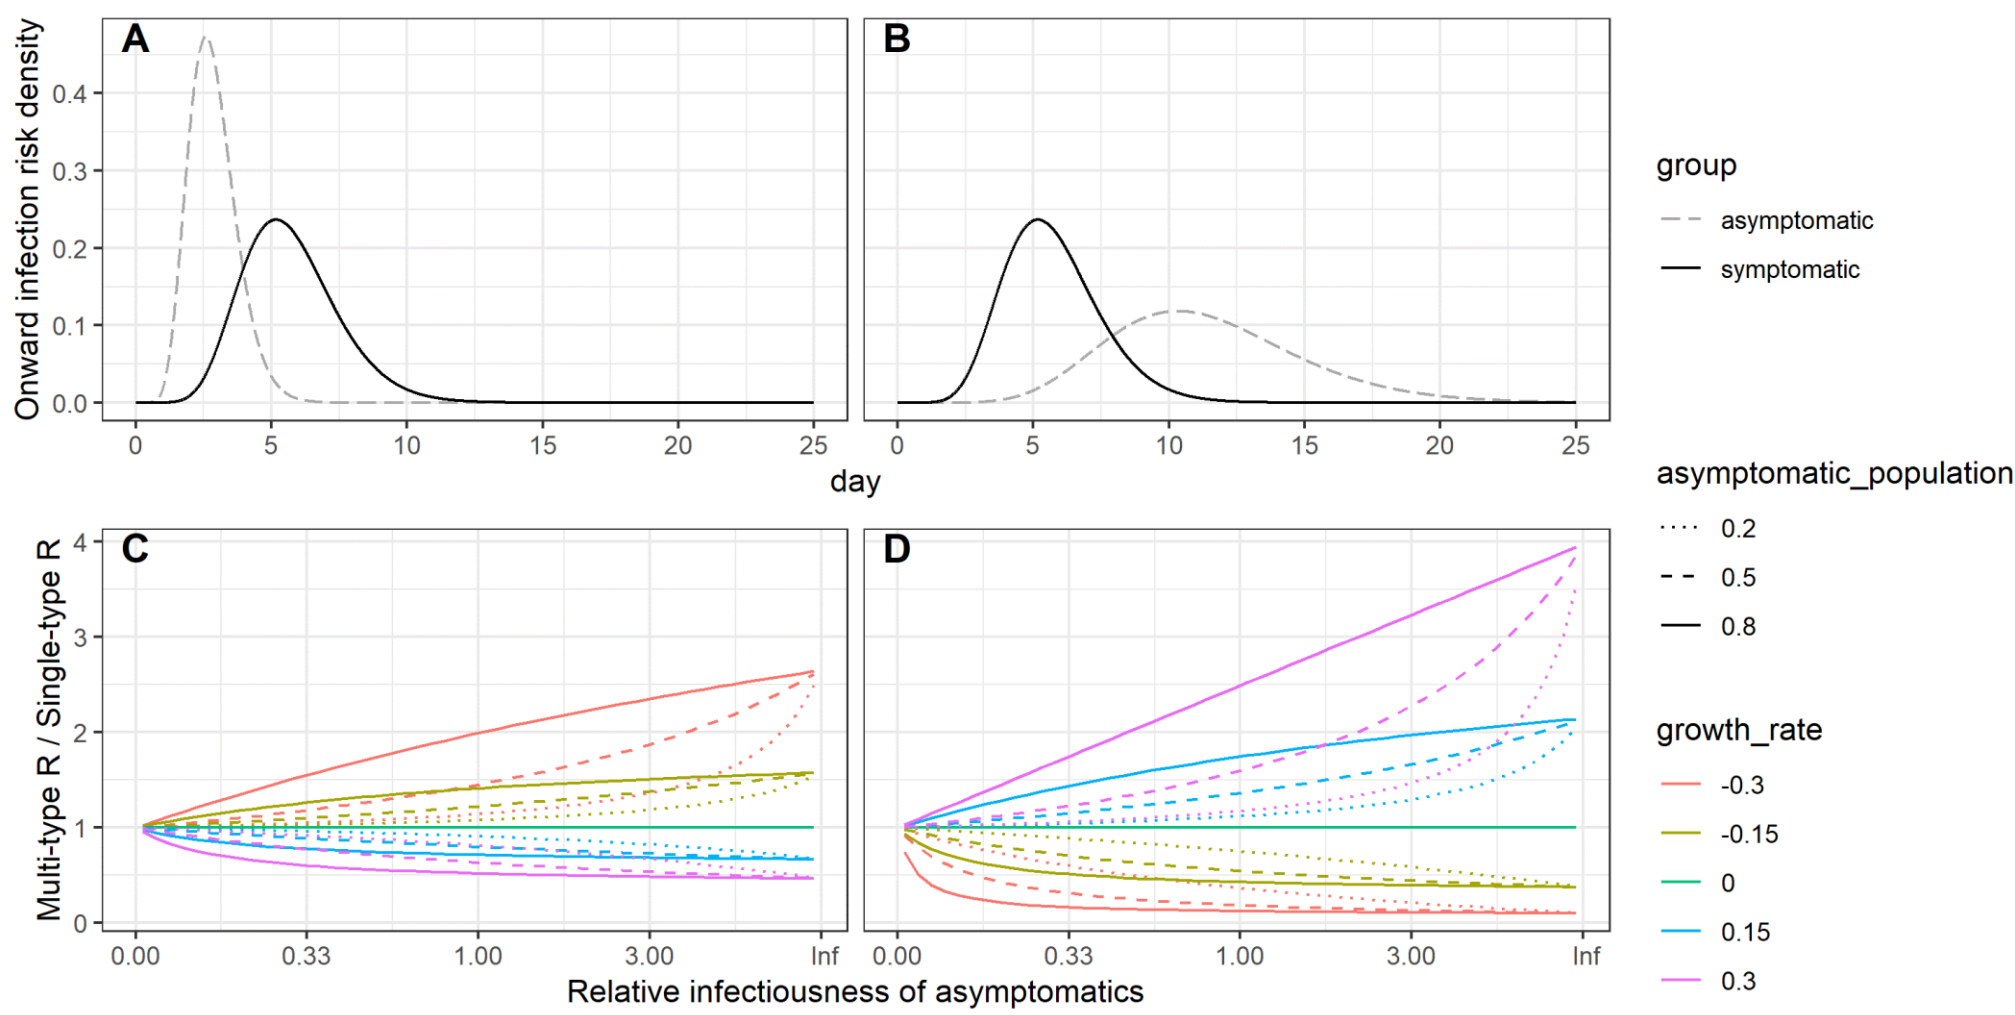 A
B
Onward infection risk density
0.4
0.3
0.2
0.1
0.0
0 5 10 15 20 25
0 5 10 15 20 25
day
group
asymptomatic
symptomatic
C
D
Multi-type R / Single-type R
4
3
2
1
0
0.00 0.33 1.00 3.00 Inf
0.00 0.33 1.00 3.00 Inf
Relative infectiousness of asymptomatics
asymptomatic_population
0.2
0.5
0.8
growth_rate
-0.3
-0.15
0
0.15
0.3